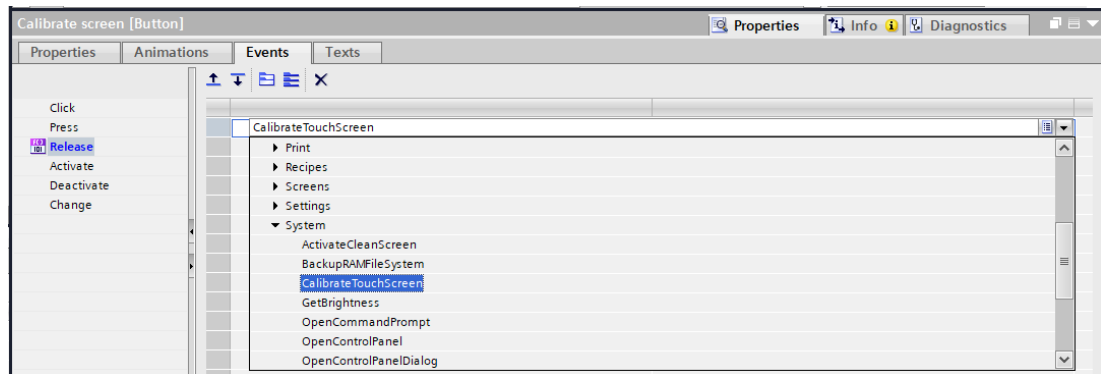 Calibrate screen [Button]
Properties
Info
Diagnostics
Properties
Animations
Events
Texts
Click
Press
Release
Activate
Deactivate
Change
CalibrateTouchScreen
Print
Recipes
Screens
Settings
System
ActivateCleanScreen
BackupRAMFileSystem
CalibrateTouchScreen
GetBrightness
OpenCommandPrompt
OpenControlPanel
OpenControlPanelDialog